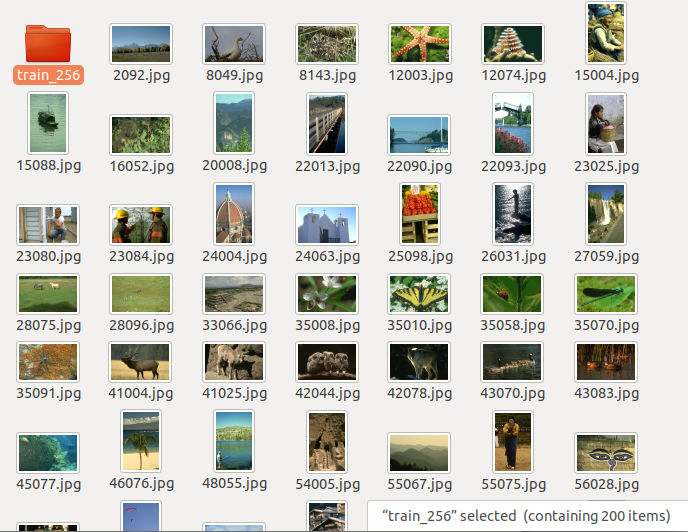 train_256 2092.jpg 8049.jpg 8143.jpg 12003.jpg 12074.jpg 15004.jpg
15088.jpg 16052.jpg 20008.jpg 22013.jpg 22090.jpg 22093.jpg 23025.jpg
23080.jpg 23084.jpg 24004.jpg 24063.jpg 25098.jpg 26031.jpg 27059.jpg
28075.jpg 28096.jpg 33066.jpg 35008.jpg 35010.jpg 35058.jpg 35070.jpg
35091.jpg 41004.jpg 41025.jpg 42044.jpg 42078.jpg 43070.jpg 43083.jpg
45077.jpg 46076.jpg 48055.jpg 54005.jpg 55067.jpg 55075.jpg 56028.jpg
“train_256” selected (containing 200 items)